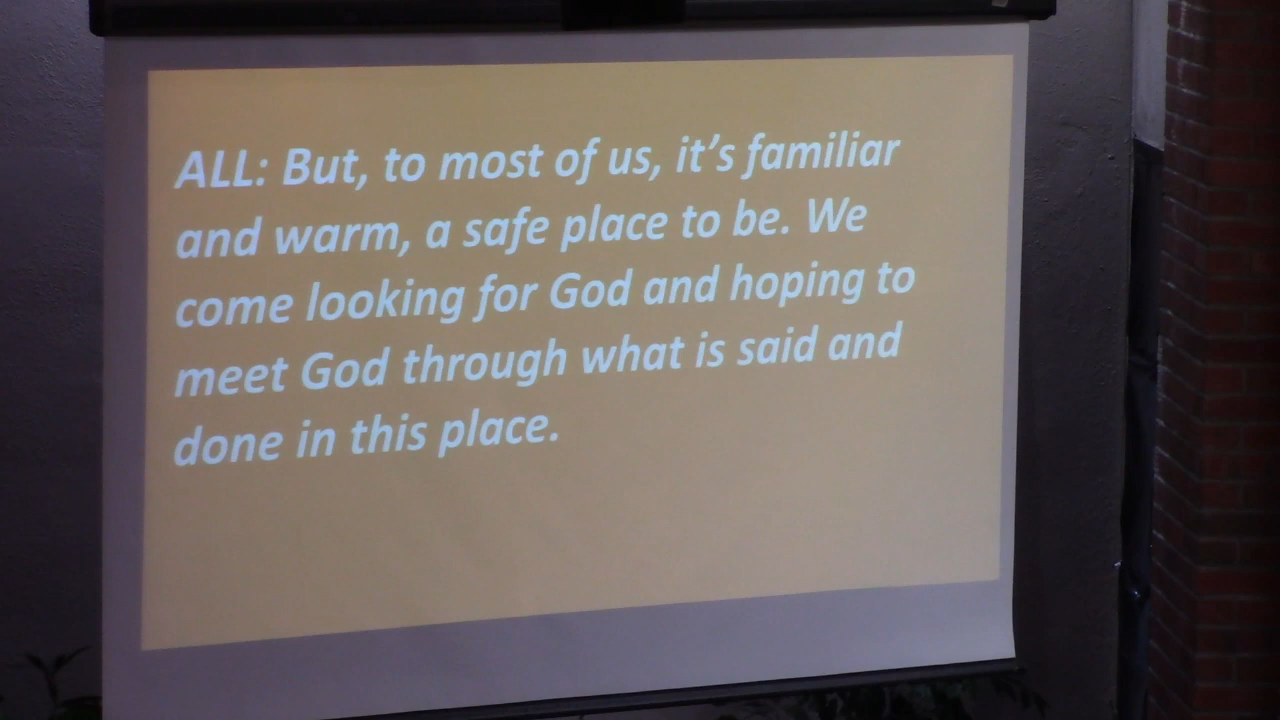 ALL: But, to most of us, it’s familiar
and warm, a safe place to be. We
come looking for God and hoping to
meet God through what is said and
done in this place.